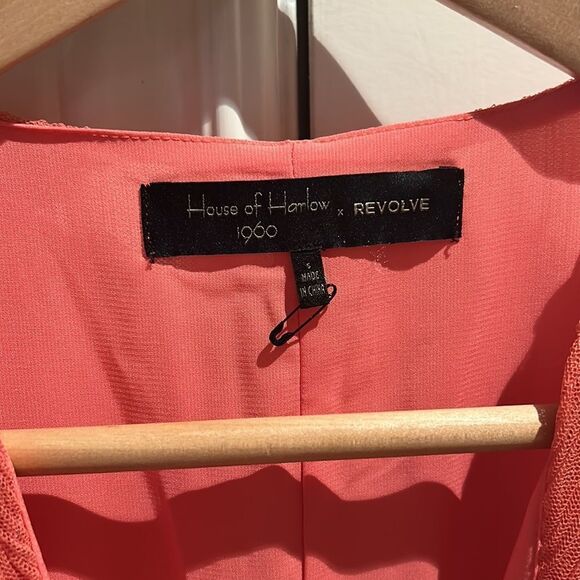 House of Harlow x REVOLVE
1960
S
MADE
IN CHINA